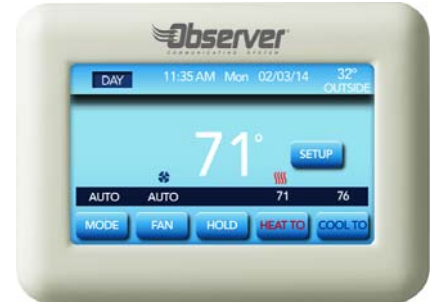 Observer
COMMUNICATING SYSTEM
DAY 11:35 AM Mon 02/03/14 32°
OUTSIDE
71°
SETUP
AUTO AUTO 71 76
MODE FAN HOLD HEAT TO COOL TO